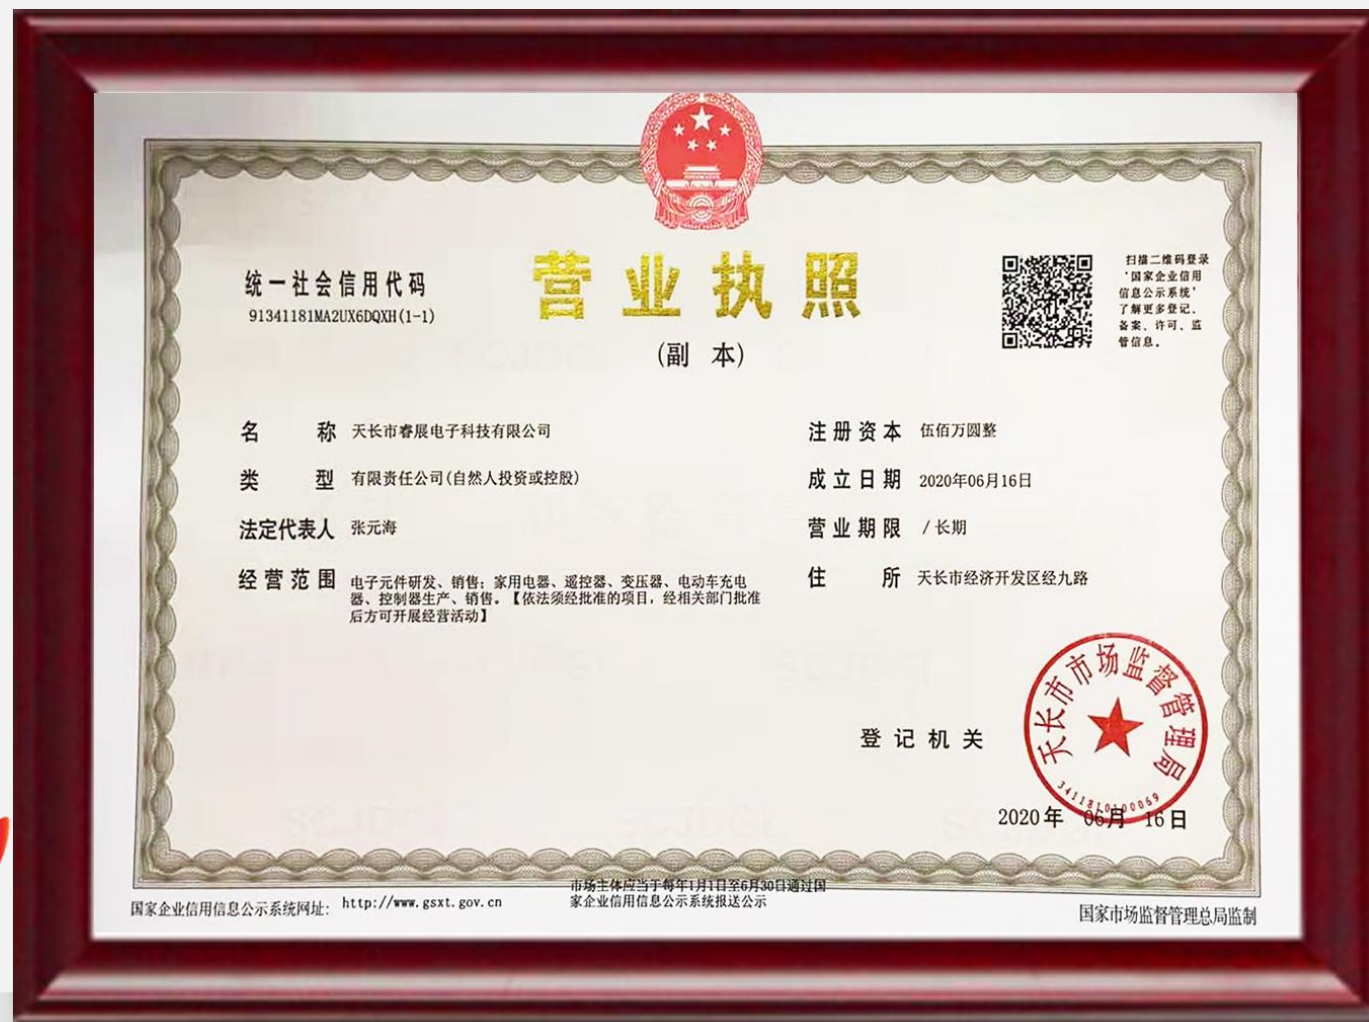 统一社会信用代码
91341181MA2UX6DQXH(1-1)
营业执照
(副 本)
扫描二维码登录
‘国家企业信用
信息公示系统’
了解更多登记、
备案、许可、监
管信息。
名 称 天长市睿展电子科技有限公司
类 型 有限责任公司(自然人投资或控股)
法定代表人 张元海
经营范围 电子元件研发、销售;家用电器、遥控器、变压器、电动车充电
器、控制器生产、销售。【依法须经批准的项目,经相关部门批准
后方可开展经营活动】
注册资本 伍佰万圆整
成立日期 2020年06月16日
营业期限 / 长期
住 所 天长市经济开发区经九路
登记机关
天长市市场监督管理局
3411810100069
2020年 06月 16日
国家企业信用信息公示系统网址: http://www.gsxt.gov.cn
市场主体应当于每年1月1日至6月30日通过国
家企业信用信息公示系统报送公示
国家市场监督管理总局监制